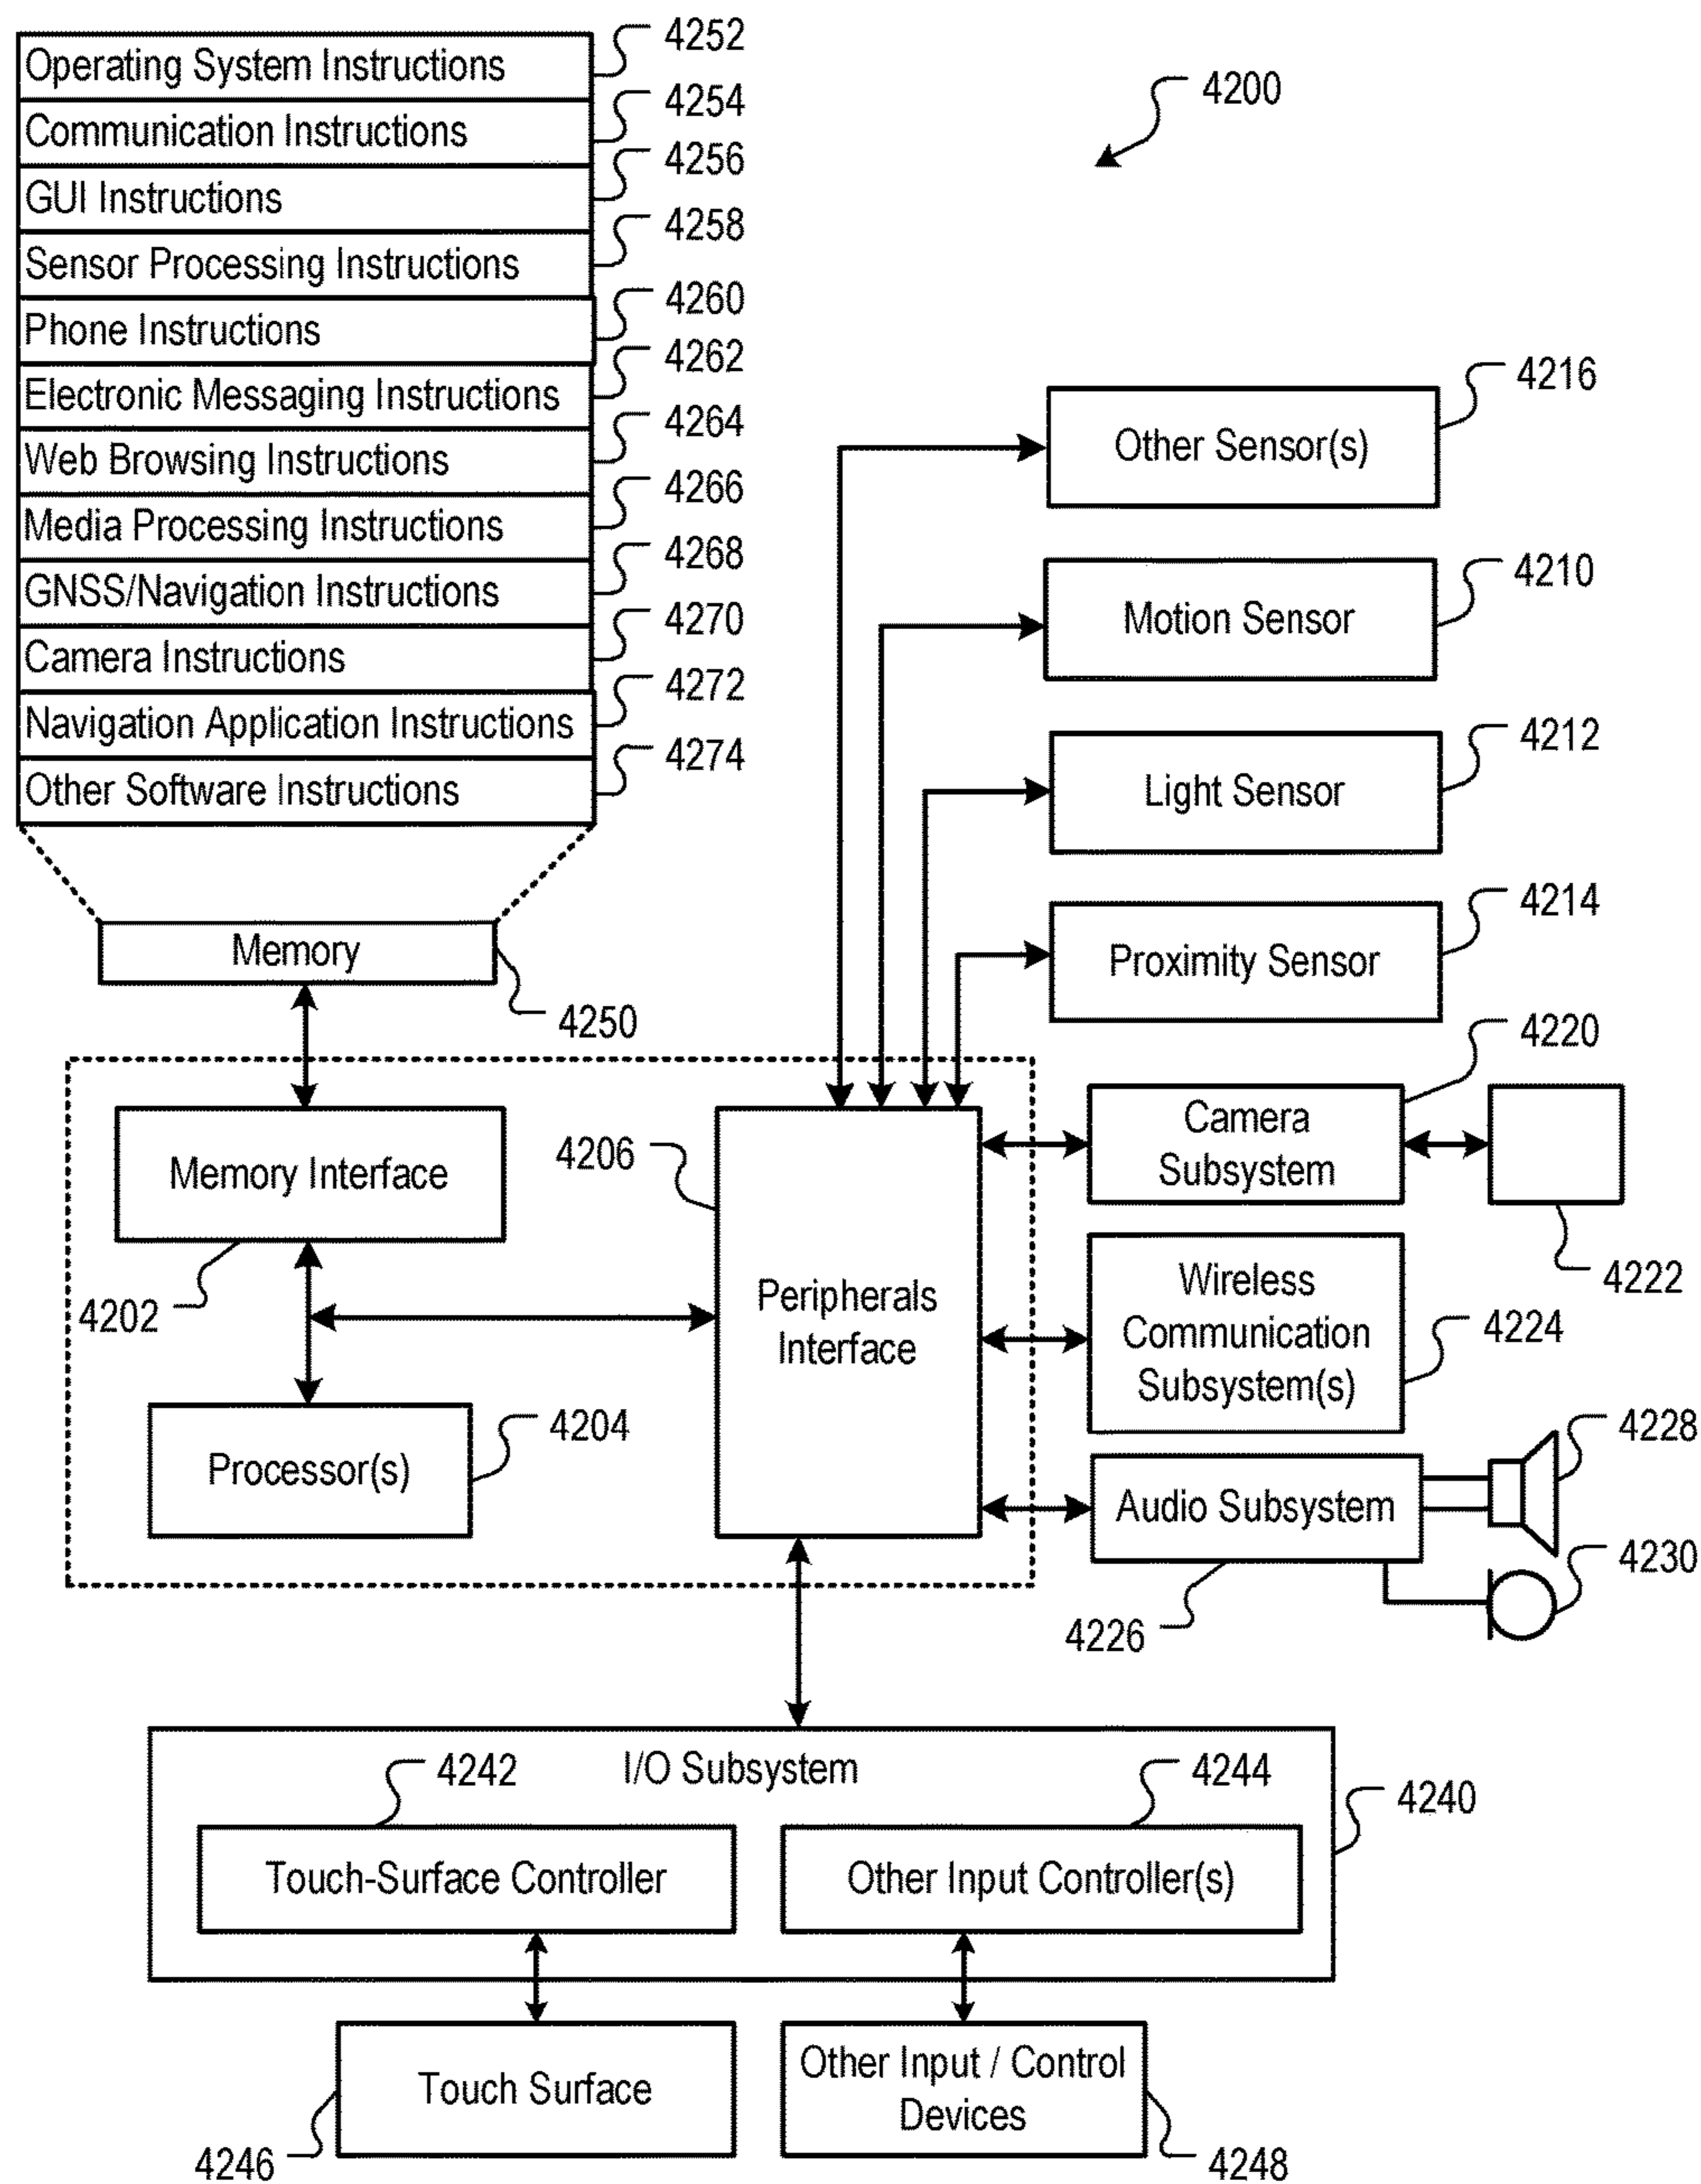 Operating System Instructions
4252
Communication Instructions
4254
GUI Instructions
4256
Sensor Processing Instructions
4258
Phone Instructions
4260
Electronic Messaging Instructions
4262
Web Browsing Instructions
4264
Media Processing Instructions
4266
GNSS/Navigation Instructions
4268
Camera Instructions
4270
Navigation Application Instructions
4272
Other Software Instructions
4274
4200
Memory
4250
Other Sensor(s)
4216
Motion Sensor
4210
Light Sensor
4212
Proximity Sensor
4214
Memory Interface
4202
Processor(s)
4204
4206
Peripherals
Interface
Camera
Subsystem
4220
4222
Wireless
Communication
Subsystem(s)
4224
Audio Subsystem
4226
4228
4230
I/O Subsystem
4240
4242
Touch-Surface Controller
4244
Other Input Controller(s)
Touch Surface
4246
Other Input / Control
Devices
4248